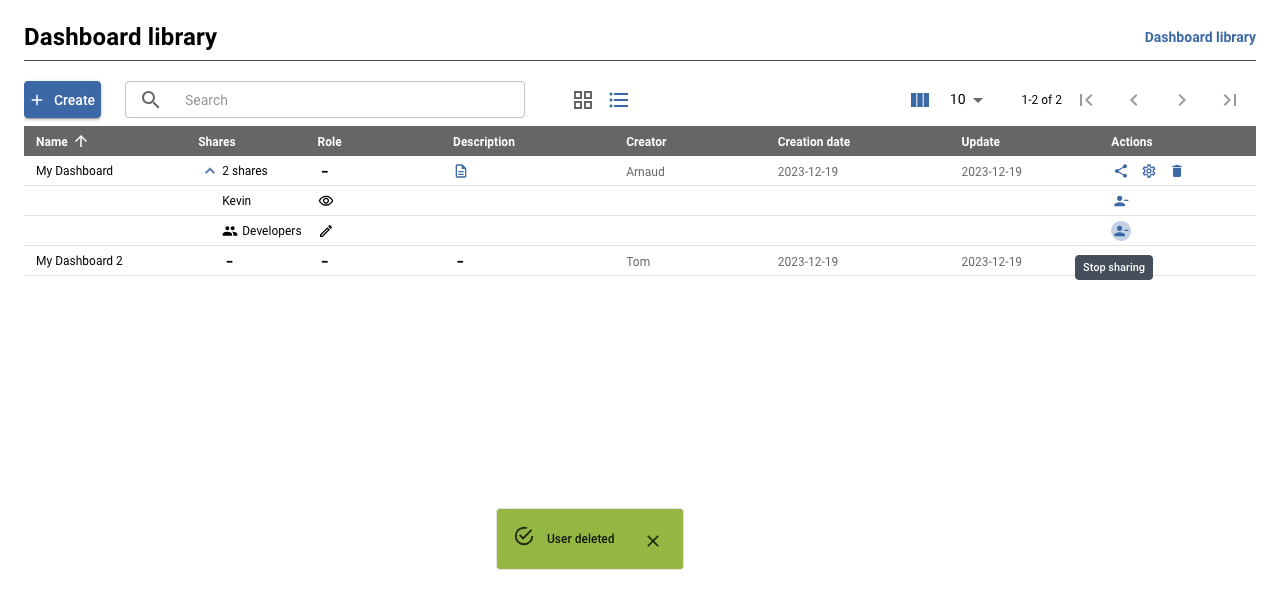 Dashboard library
Dashboard library
Create
Search
10
1-2 of 2
Name Shares Role Description Creator Creation date Update Actions
My Dashboard 2 shares - Arnaud 2023-12-19 2023-12-19
Kevin
Developers
My Dashboard 2 - - - Tom 2023-12-19 2023-12-19
Stop sharing
User deleted